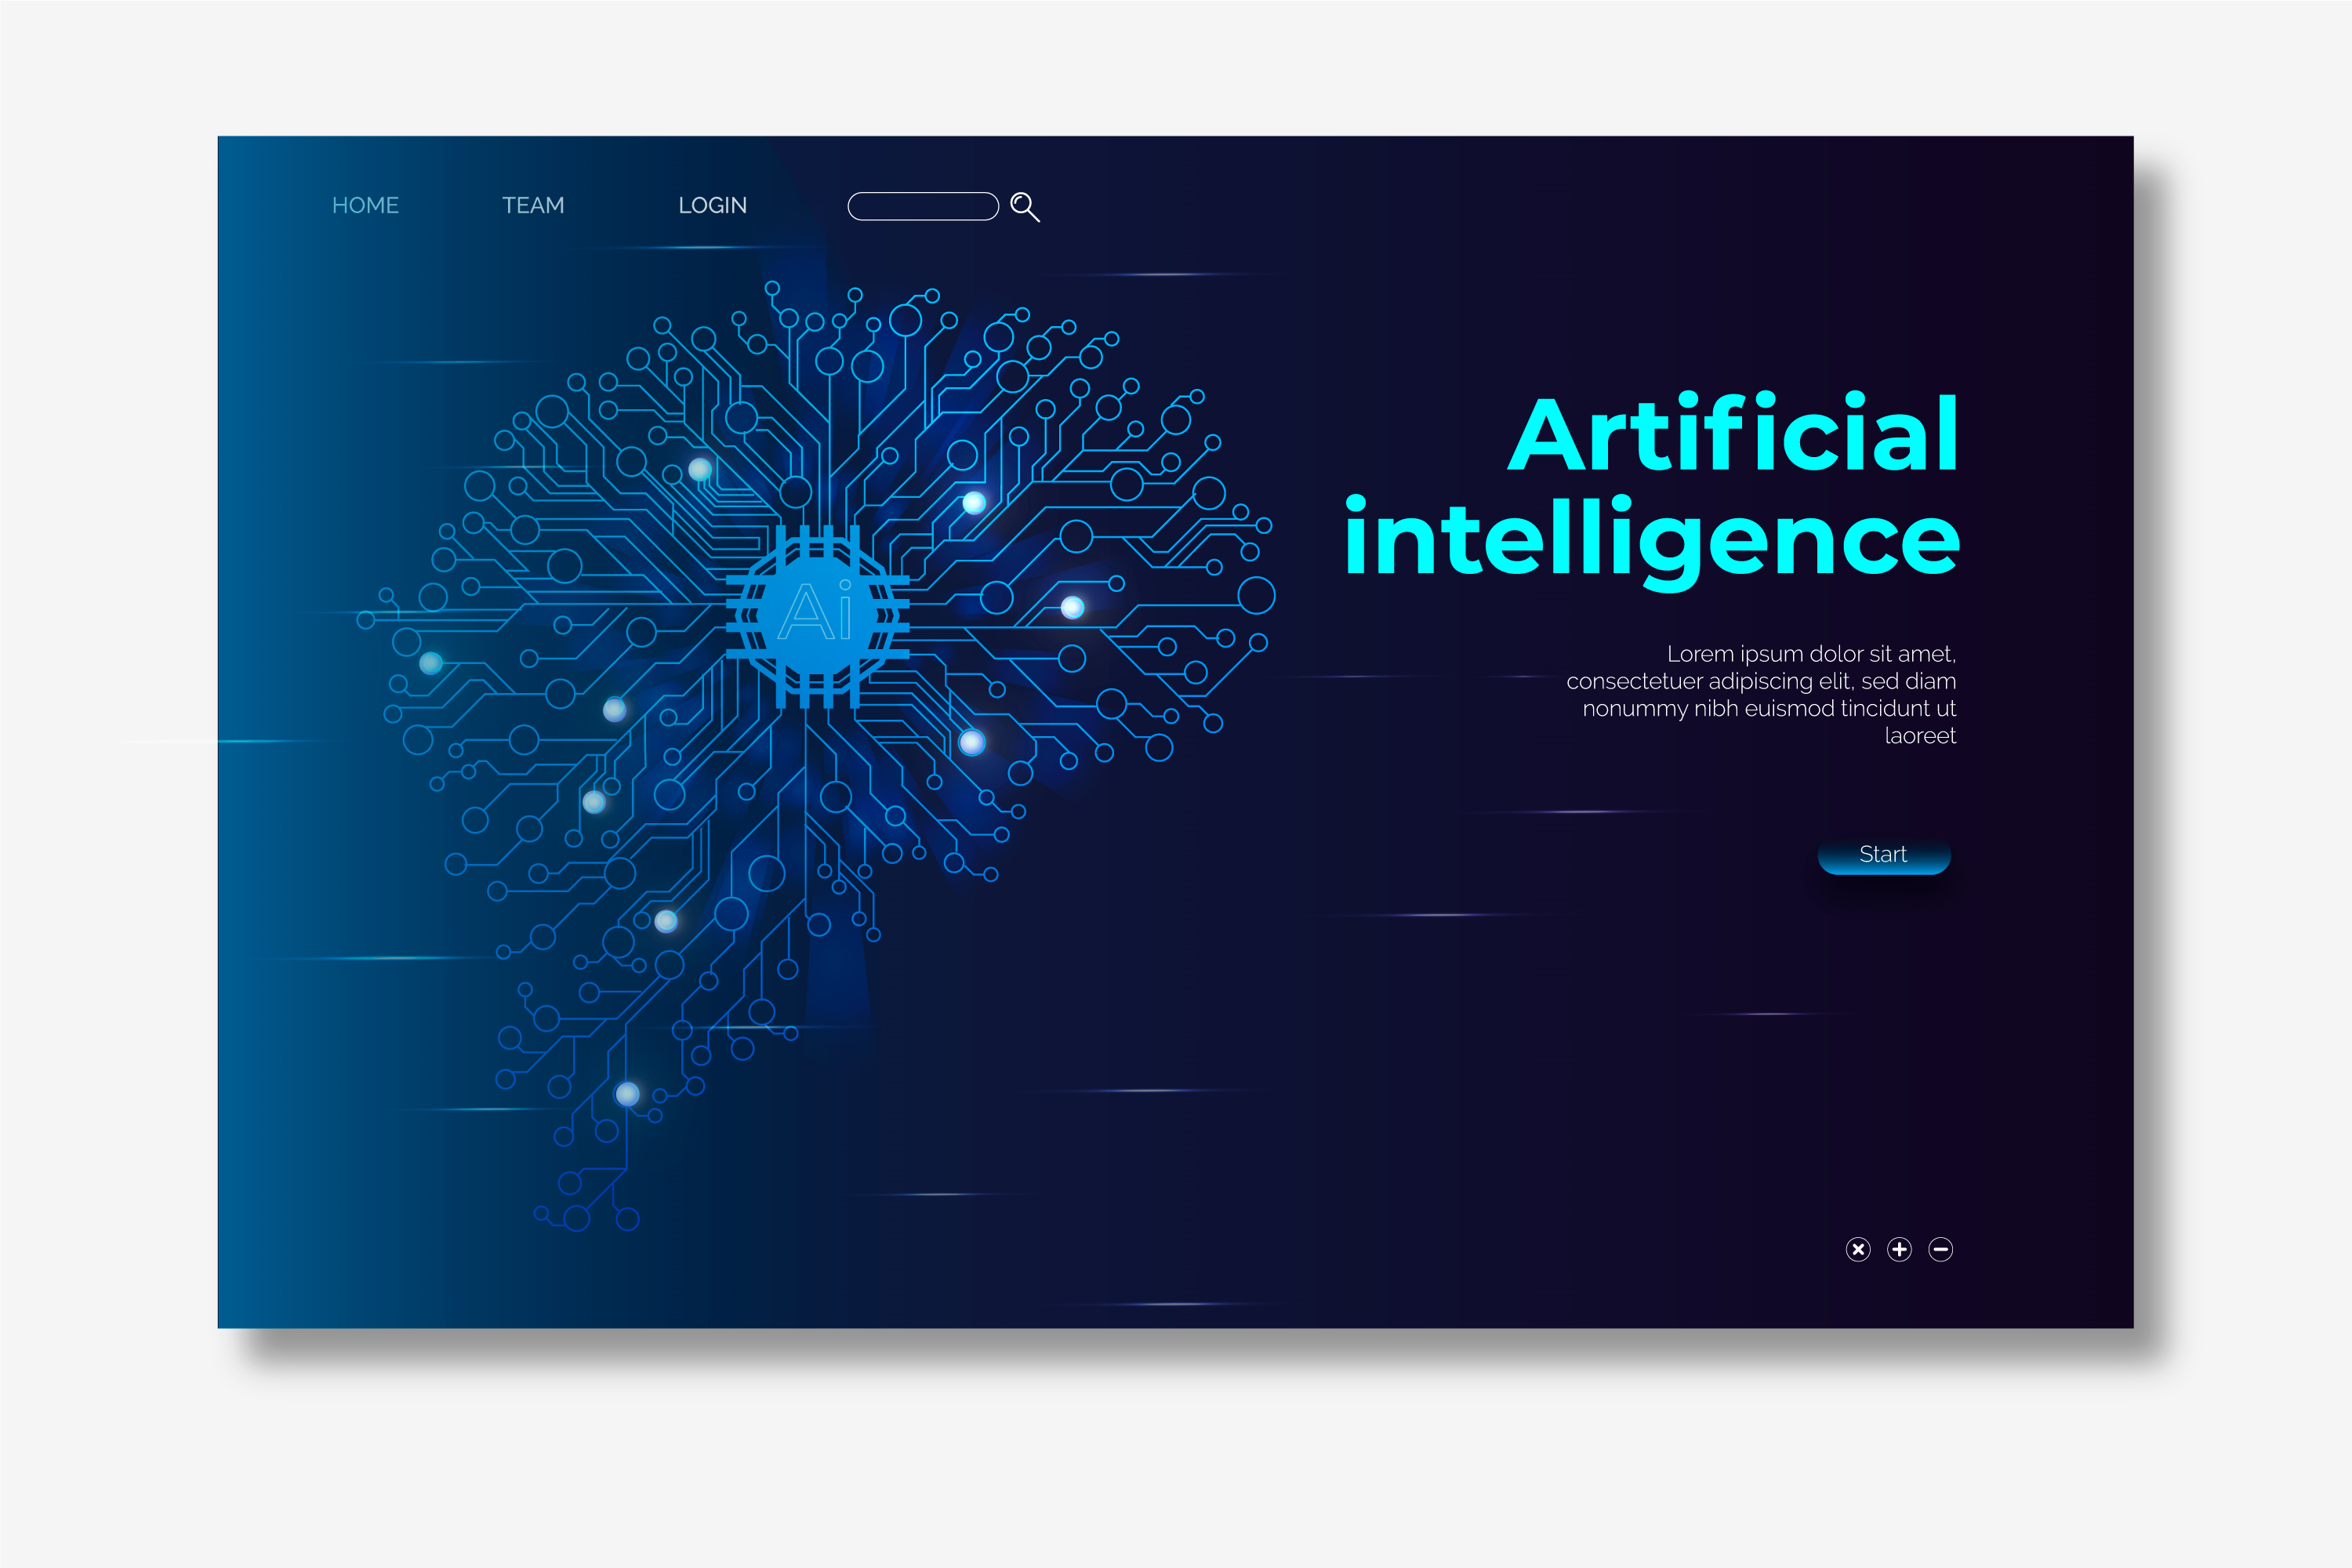 HOME TEAM LOGIN
Ai
Artificial
intelligence
Lorem ipsum dolor sit amet,
consectetuer adipiscing elit, sed diam
nonummy nibh euismod tincidunt ut
laoreet
Start